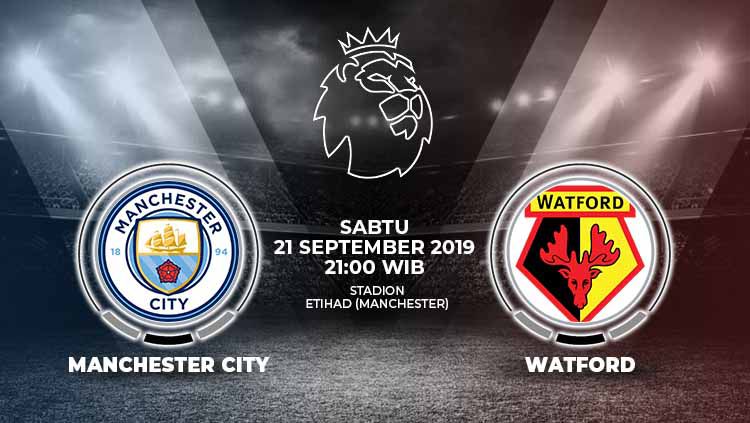 MANCHESTER
18 94
CITY
WATFORD
SABTU
21 SEPTEMBER 2019
21:00 WIB
STADION
ETIHAD (MANCHESTER)
MANCHESTER CITY
WATFORD